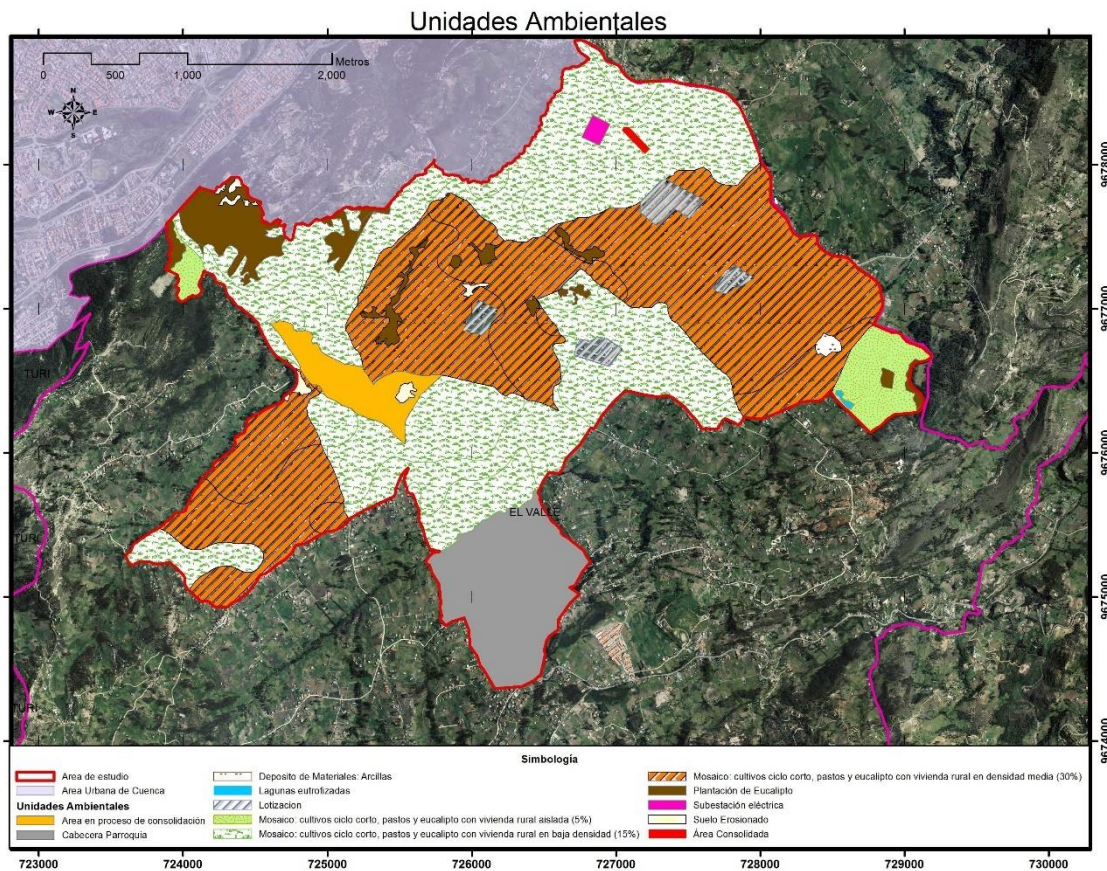 Unidades Ambientales
Metros
0 500 1,000 2,000
N
W E
S
PACCHA
TURI
EL VALLE
TURI
TURI
9678000
9677000
9676000
9675000
9674000
Simbología
Area de estudio
Area Urbana de Cuenca
Unidades Ambientales
Area en proceso de consolidación
Cabecera Parroquia
Deposito de Materiales: Arcillas
Lagunas eutrofizadas
Lotizacion
Mosaico: cultivos ciclo corto, pastos y eucalipto con vivienda rural aislada (5%)
Mosaico: cultivos ciclo corto, pastos y eucalipto con vivienda rural en baja densidad (15%)
Mosaico: cultivos ciclo corto, pastos y eucalipto con vivienda rural en densidad media (30%)
Plantación de Eucalipto
Subestación eléctrica
Suelo Erosionado
Área Consolidada
723000 724000 725000 726000 727000 728000 729000 730000